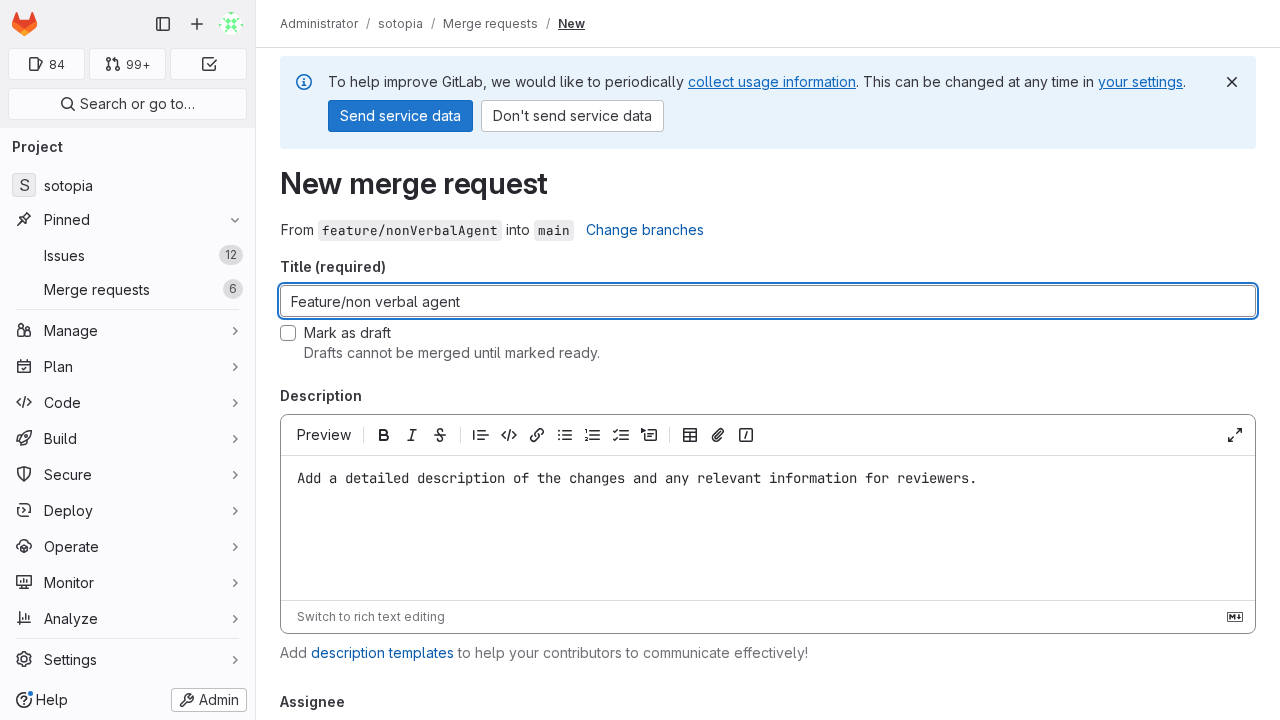 Administrator / sotopia / Merge requests / New
84
99+
Search or go to…
To help improve GitLab, we would like to periodically collect usage information. This can be changed at any time in your settings.
Send service data
Don't send service data
Project
S
sotopia
Pinned
Issues
12
Merge requests
6
Manage
Plan
Code
Build
Secure
Deploy
Operate
Monitor
Analyze
Settings
Help
Admin
New merge request
From feature/nonVerbalAgent into main Change branches
Title (required)
Feature/non verbal agent
Mark as draft
Drafts cannot be merged until marked ready.
Description
Preview
Add a detailed description of the changes and any relevant information for reviewers.
Switch to rich text editing
Add description templates to help your contributors to communicate effectively!
Assignee